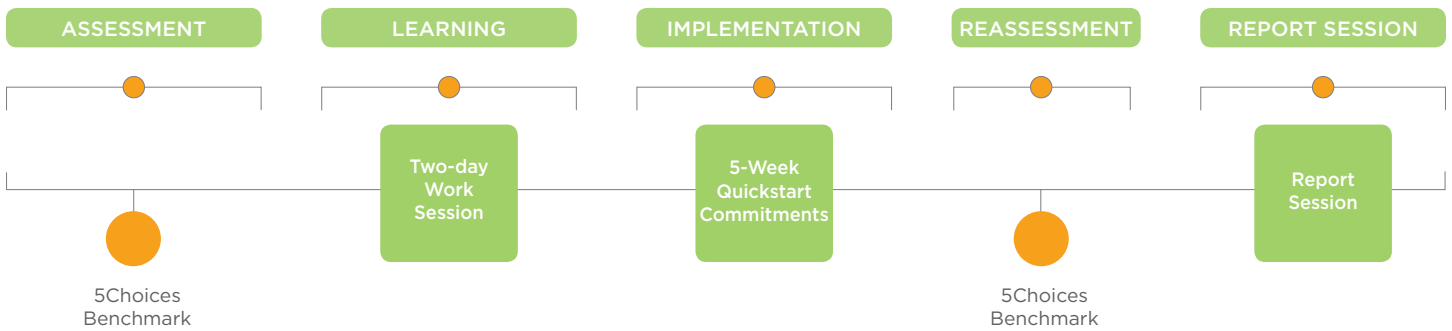 ASSESSMENT
LEARNING
IMPLEMENTATION
REASSESSMENT
REPORT SESSION
Two-day
Work
Session
5-Week
Quickstart
Commitments
Report
Session
5Choices
Benchmark
5Choices
Benchmark